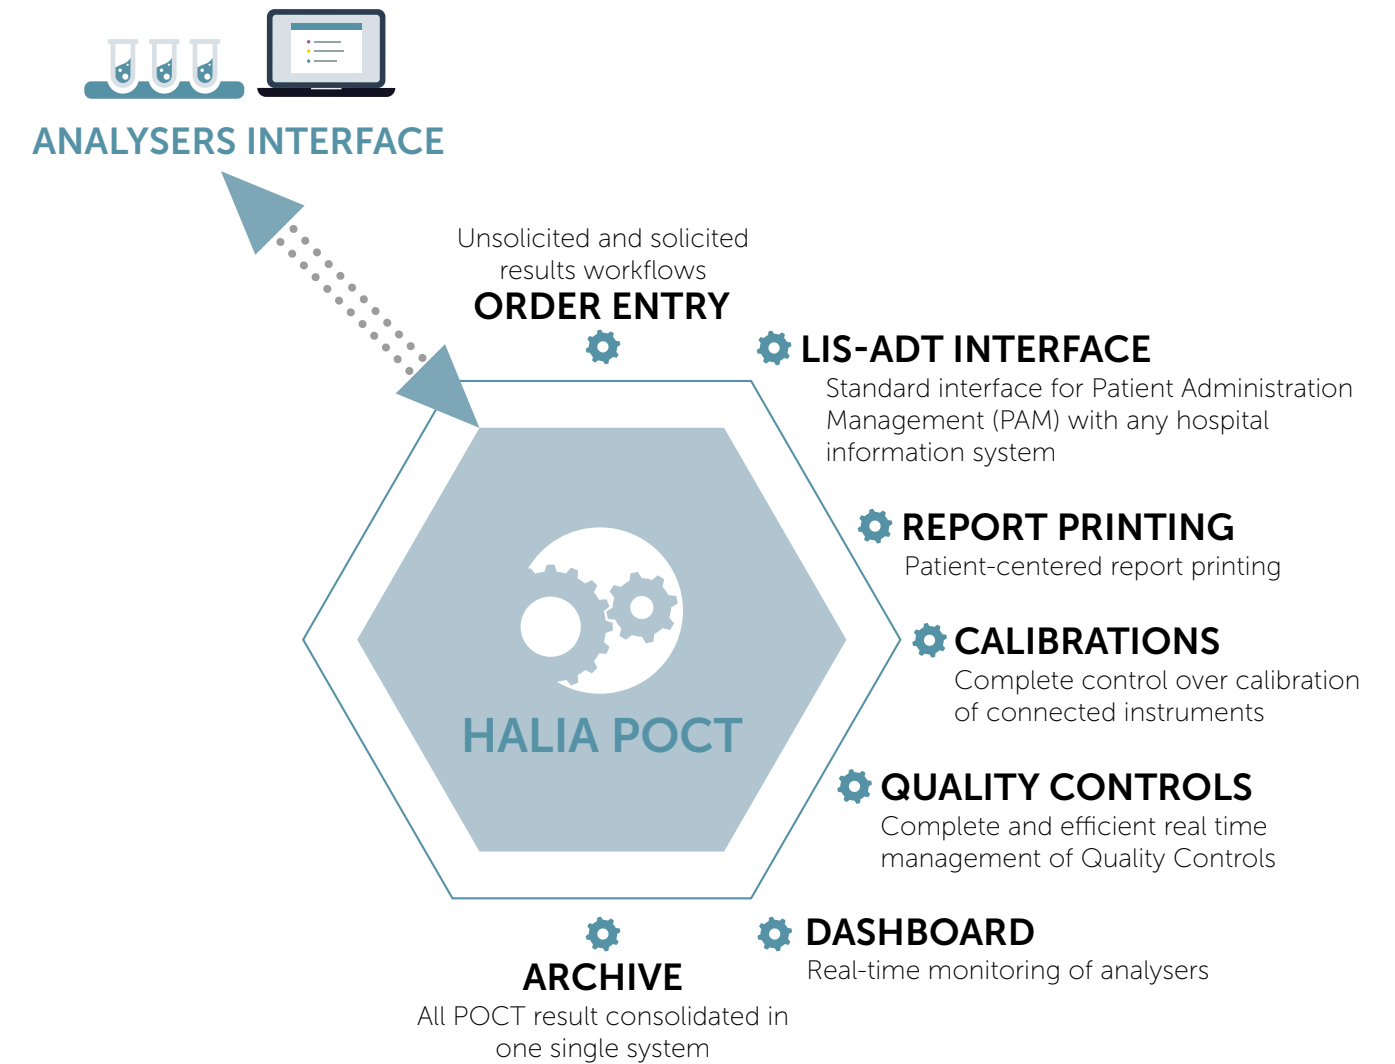 ANALYSERS INTERFACE
Unsolicited and solicited
results workflows
ORDER ENTRY
LIS-ADT INTERFACE
Standard interface for Patient Administration
Management (PAM) with any hospital
information system
REPORT PRINTING
Patient-centered report printing
CALIBRATIONS
Complete control over calibration
of connected instruments
HALIA POCT
QUALITY CONTROLS
Complete and efficient real time
management of Quality Controls
DASHBOARD
Real-time monitoring of analysers
ARCHIVE
All POCT result consolidated in
one single system